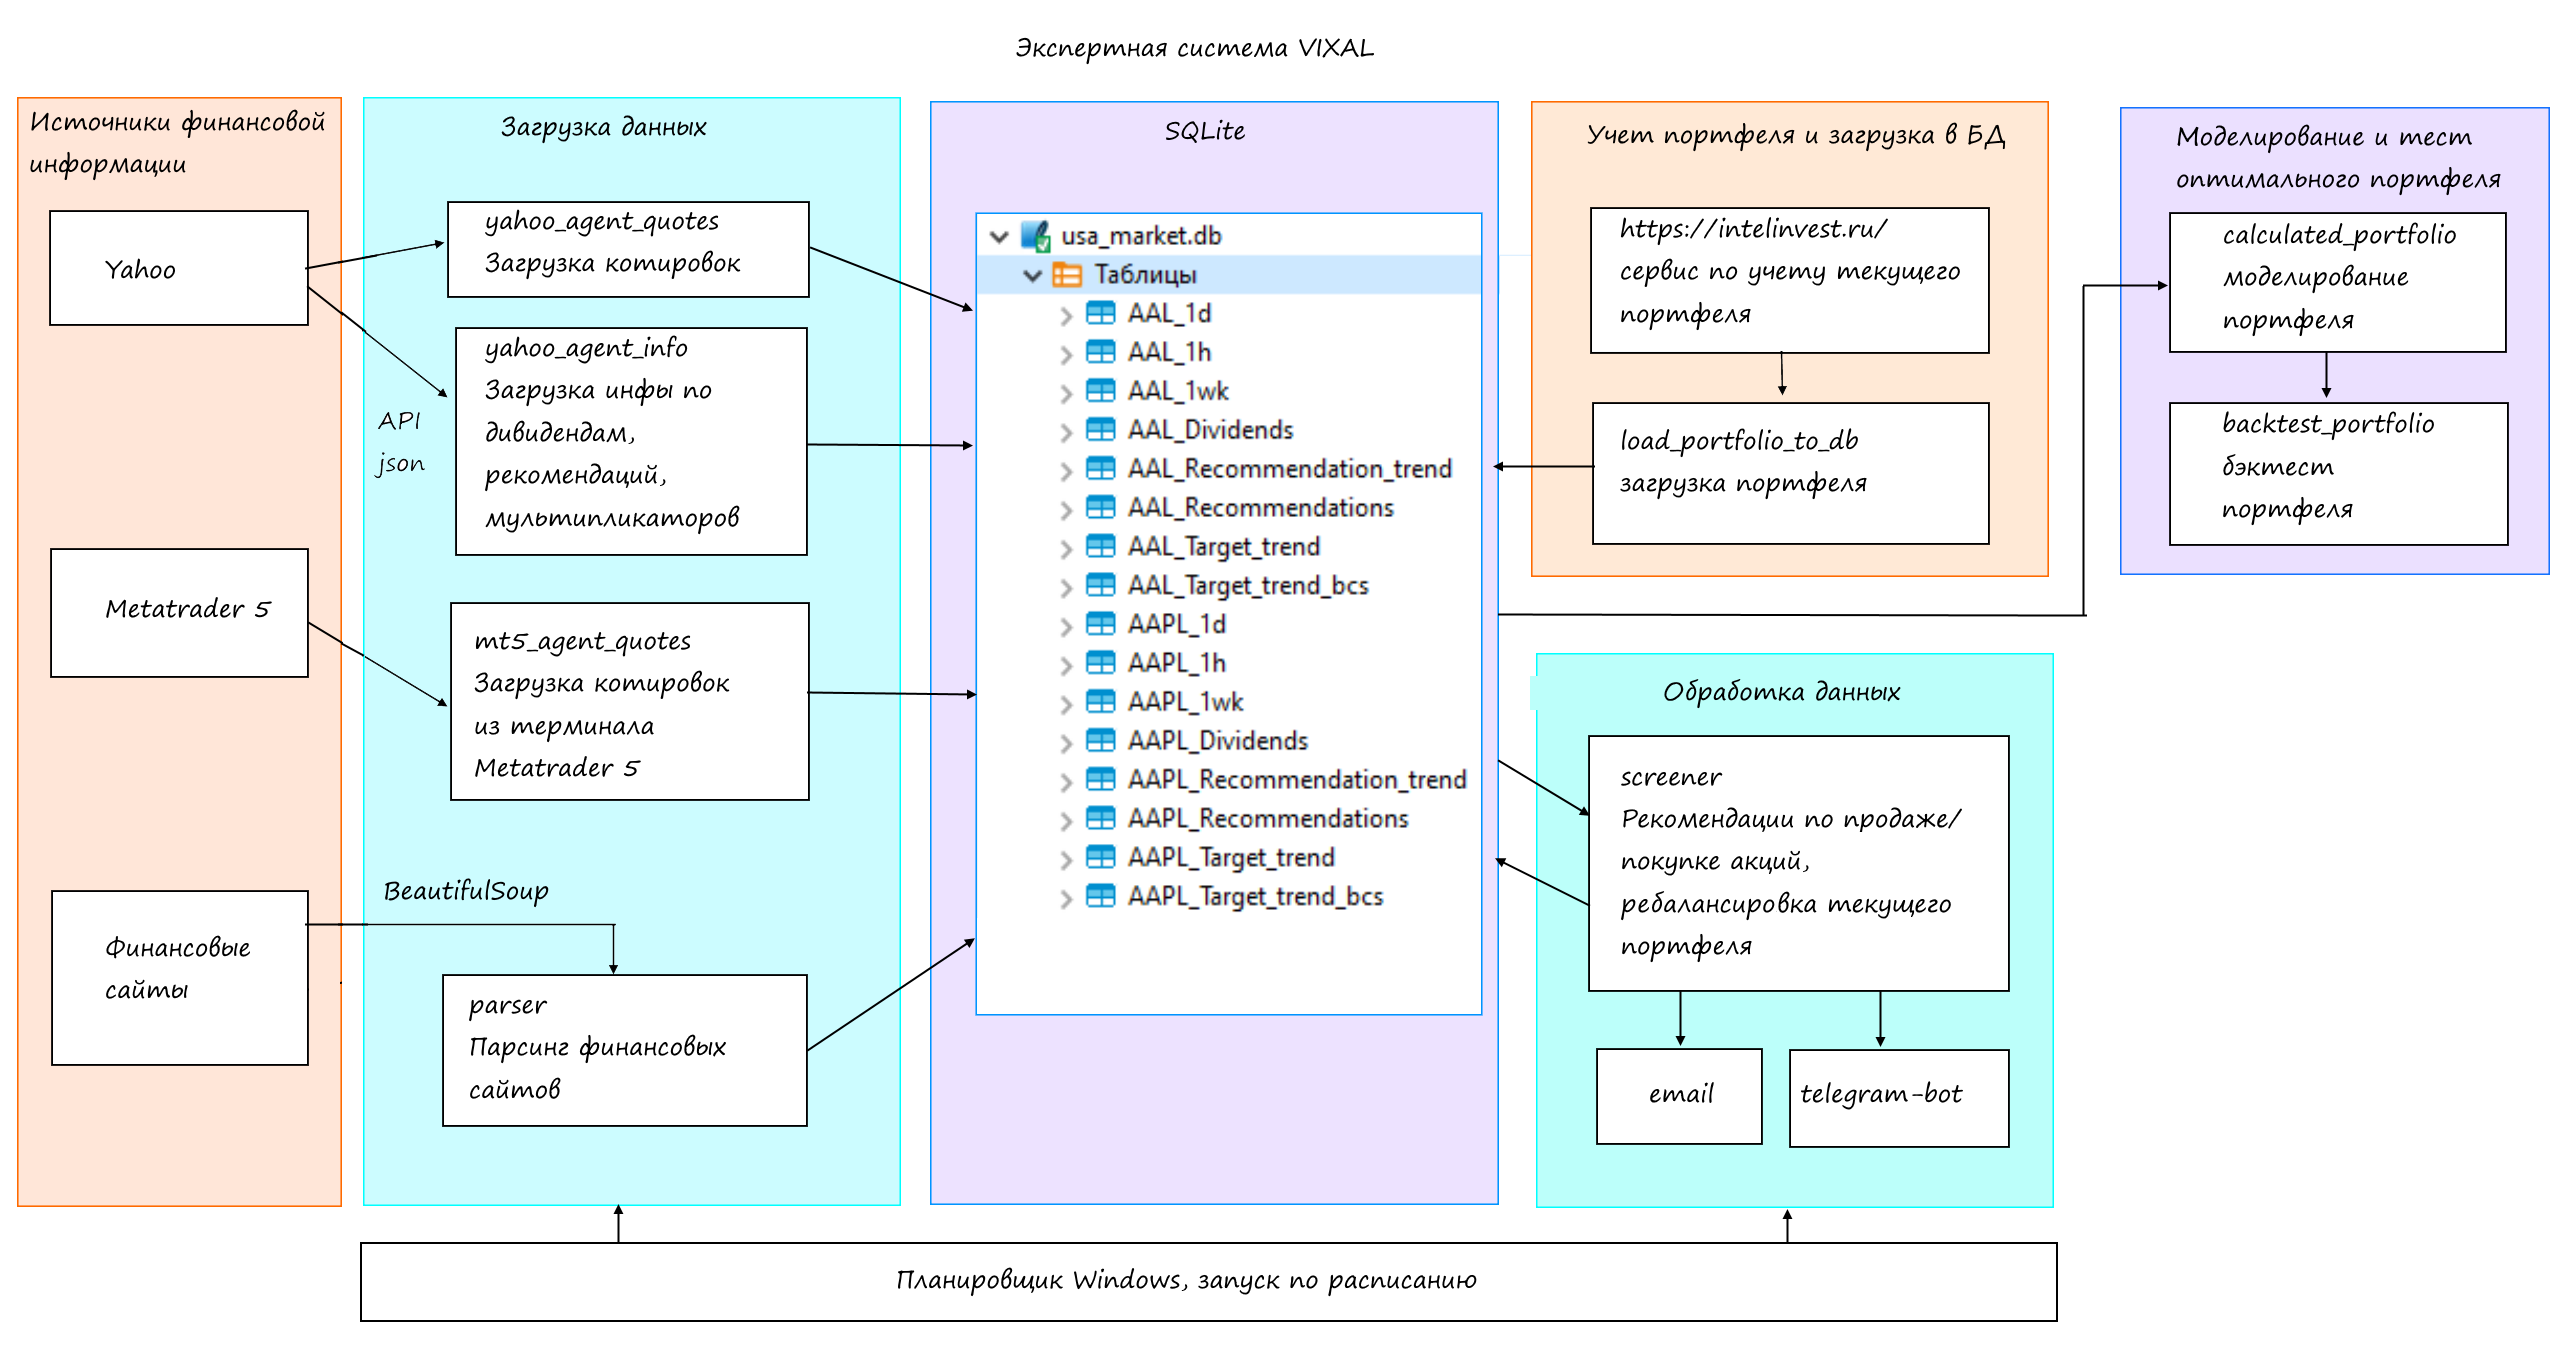 Экспертная система VIXAL
Источники финансовой
информации
Yahoo
Metatrader 5
Финансовые
сайты
Загрузка данных
yahoo_agent_quotes
Загрузка котировок
yahoo_agent_info
Загрузка инфы по
дивидендам,
рекомендаций,
мультипликаторов
API
json
mt5_agent_quotes
Загрузка котировок
из терминала
Metatrader 5
BeautifulSoup
parser
Парсинг финансовых
сайтов
SQLite
usa_market.db
Таблицы
AAL_1d
AAL_1h
AAL_1wk
AAL_Dividends
AAL_Recommendation_trend
AAL_Recommendations
AAL_Target_trend
AAL_Target_trend_bcs
AAPL_1d
AAPL_1h
AAPL_1wk
AAPL_Dividends
AAPL_Recommendation_trend
AAPL_Recommendations
AAPL_Target_trend
AAPL_Target_trend_bcs
Учет портфеля и загрузка в БД
https://intelinvest.ru/
сервис по учету текущего
портфеля
load_portfolio_to_db
загрузка портфеля
Обработка данных
screener
Рекомендации по продаже/
покупке акций,
ребалансировка текущего
портфеля
email
telegram-bot
Моделирование и тест
оптимального портфеля
calculated_portfolio
моделирование
портфеля
backtest_portfolio
бэктест
портфеля
Планировщик Windows, запуск по расписанию